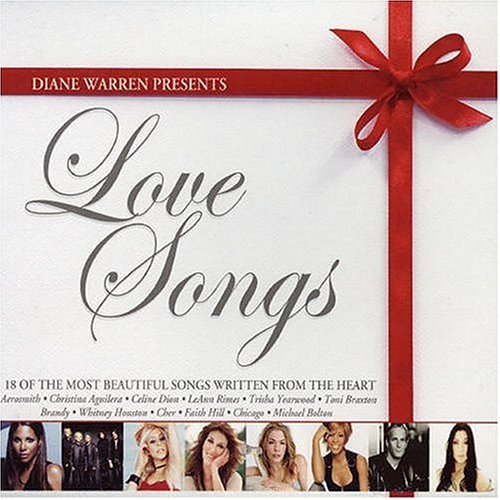 DIANE WARREN PRESENTS
Love
Songs
18 OF THE MOST BEAUTIFUL SONGS WRITTEN FROM THE HEART
Aerosmith • Christina Aguilera • Celine Dion • LeAnn Rimes • Trisha Yearwood • Toni Braxton
Brandy • Whitney Houston • Cher • Faith Hill • Chicago • Michael Bolton